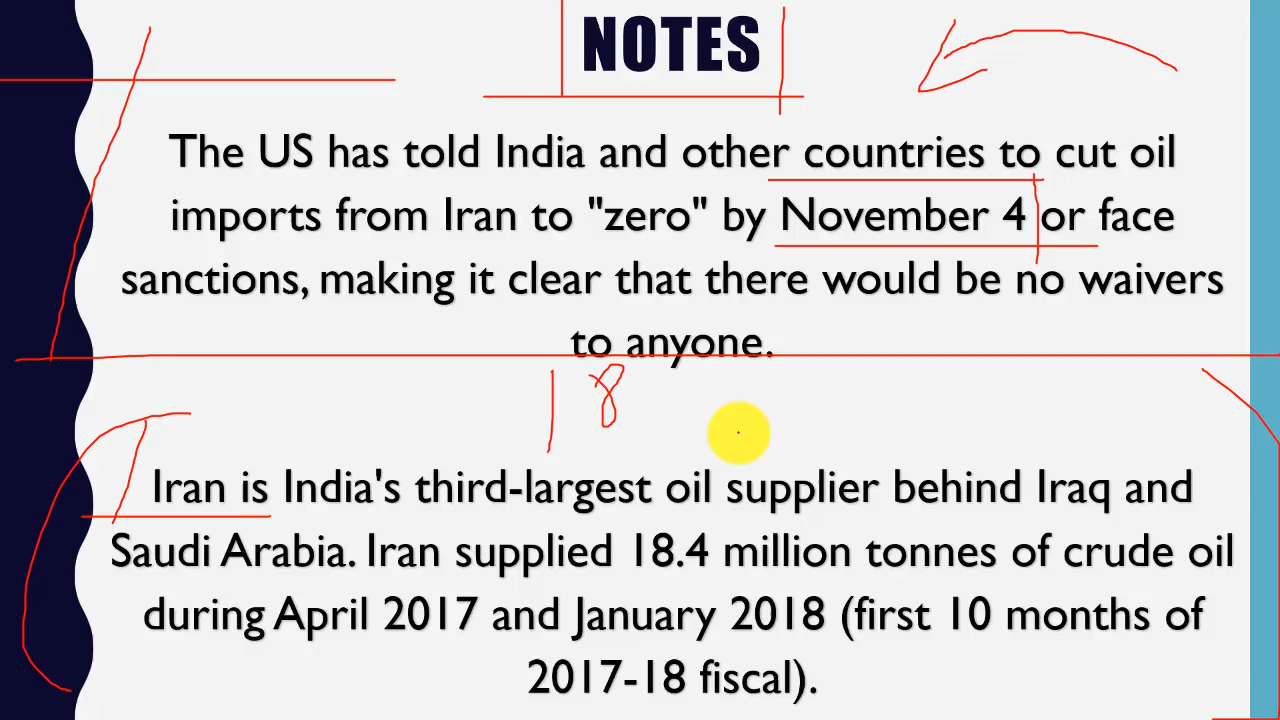 NOTES
The US has told India and other countries to cut oil
imports from Iran to "zero" by November 4 or face
sanctions, making it clear that there would be no waivers
to anyone.
18
Iran is India's third-largest oil supplier behind Iraq and
Saudi Arabia. Iran supplied 18.4 million tonnes of crude oil
during April 2017 and January 2018 (first 10 months of
2017-18 fiscal).